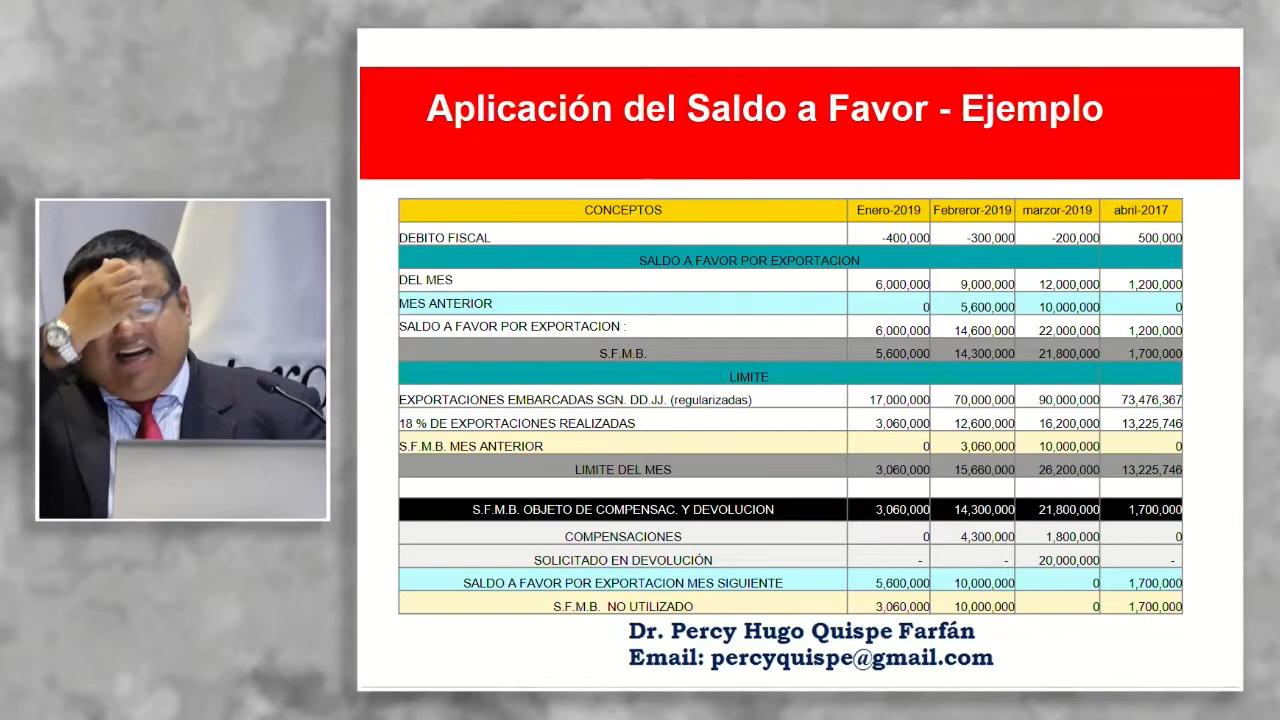 Aplicación del Saldo a Favor - Ejemplo
CONCEPTOS Enero-2019 Febreror-2019 marzor-2019 abril-2017
DEBITO FISCAL -400,000 -300,000 -200,000 500,000
SALDO A FAVOR POR EXPORTACION
DEL MES 6,000,000 9,000,000 12,000,000 1,200,000
MES ANTERIOR 0 5,600,000 10,000,000 0
SALDO A FAVOR POR EXPORTACION : 6,000,000 14,600,000 22,000,000 1,200,000
S.F.M.B. 5,600,000 14,300,000 21,800,000 1,700,000
LIMITE
EXPORTACIONES EMBARCADAS SGN. DD.JJ. (regularizadas) 17,000,000 70,000,000 90,000,000 73,476,367
18 % DE EXPORTACIONES REALIZADAS 3,060,000 12,600,000 16,200,000 13,225,746
S.F.M.B. MES ANTERIOR 0 3,060,000 10,000,000 0
LIMITE DEL MES 3,060,000 15,660,000 26,200,000 13,225,746
S.F.M.B. OBJETO DE COMPENSAC. Y DEVOLUCION 3,060,000 14,300,000 21,800,000 1,700,000
COMPENSACIONES 0 4,300,000 1,800,000 0
SOLICITADO EN DEVOLUCIÓN - - 20,000,000 -
SALDO A FAVOR POR EXPORTACION MES SIGUIENTE 5,600,000 10,000,000 0 1,700,000
S.F.M.B. NO UTILIZADO 3,060,000 10,000,000 0 1,700,000
Dr. Percy Hugo Quispe Farfán
Email: percyquispe@gmail.com